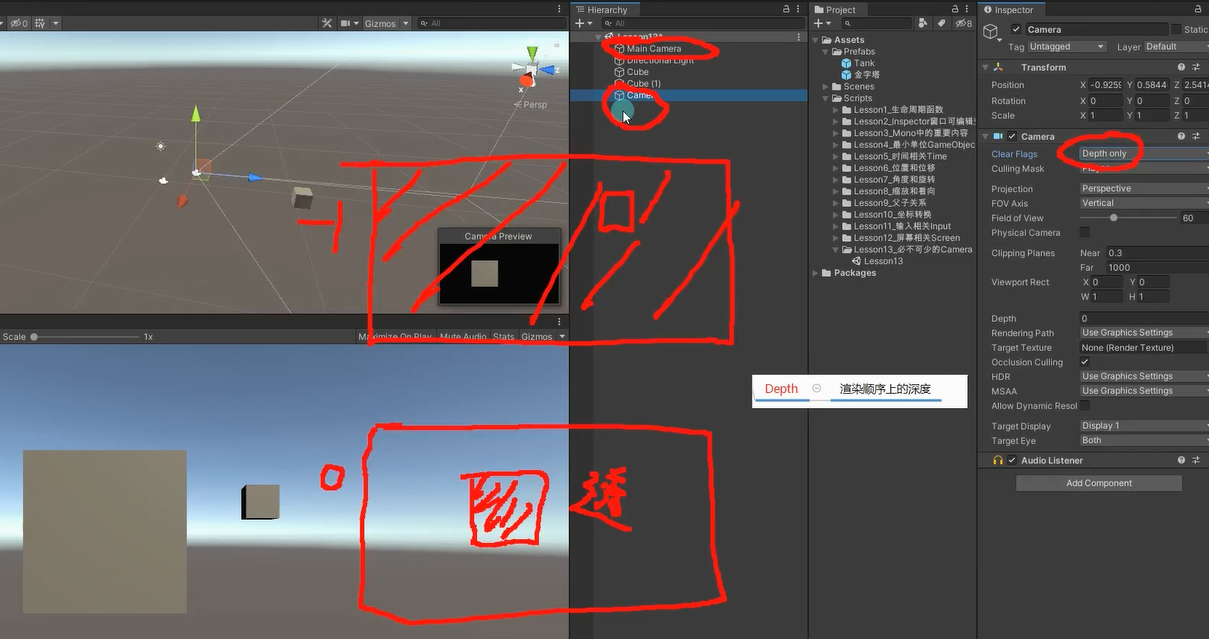 Gizmos
All
x
Persp
Camera Preview
Scale
1x
Maximize On Play
Mute Audio
Stats
Gizmos
-1
0
透
Hierarchy
All
Lesson13*
Main Camera
Directional Light
Cube
Cube (1)
Camera
Depth
渲染顺序上的深度
Project
8
Assets
Prefabs
Tank
金字塔
Scenes
Scripts
Lesson1_生命周期函数
Lesson2_Inspector窗口可编辑
Lesson3_Mono中的重要内容
Lesson4_最小单位GameObjec
Lesson5_时间相关Time
Lesson6_位置和位移
Lesson7_角度和旋转
Lesson8_缩放和看向
Lesson9_父子关系
Lesson10_坐标转换
Lesson11_输入相关Input
Lesson12_屏幕相关Screen
Lesson13_必不可少的Camera
Lesson13
Packages
Inspector
Camera
Static
Tag Untagged Layer Default
Transform
Position X -0.925 Y 0.5844 Z 2.541
Rotation X 0 Y 0 Z 0
Scale X 1 Y 1 Z 1
Camera
Clear Flags Depth only
Culling Mask
Projection Perspective
FOV Axis Vertical
Field of View 60
Physical Camera
Clipping Planes Near 0.3
Far 1000
Viewport Rect X 0 Y 0
W 1 H 1
Depth 0
Rendering Path Use Graphics Settings
Target Texture None (Render Texture)
Occlusion Culling
HDR Use Graphics Settings
MSAA Use Graphics Settings
Allow Dynamic Resol
Target Display Display 1
Target Eye Both
Audio Listener
Add Component